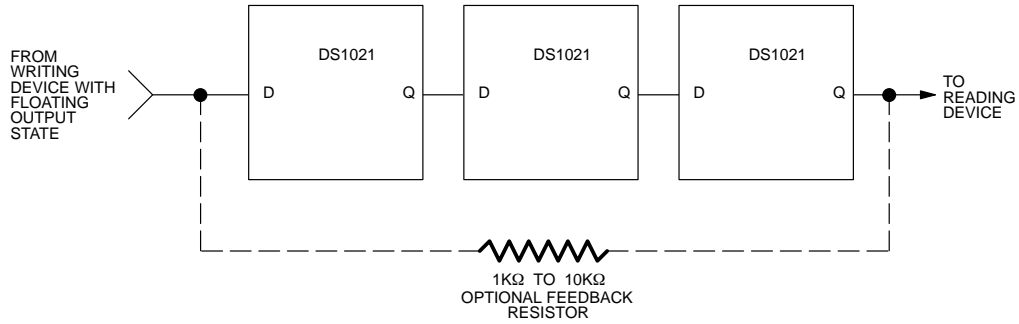 DS1021
DS1021
DS1021
FROM
WRITING
DEVICE WITH
FLOATING
OUTPUT
STATE
D
Q
D
Q
D
Q
TO
READING
DEVICE
1KΩ TO 10KΩ
OPTIONAL FEEDBACK
RESISTOR